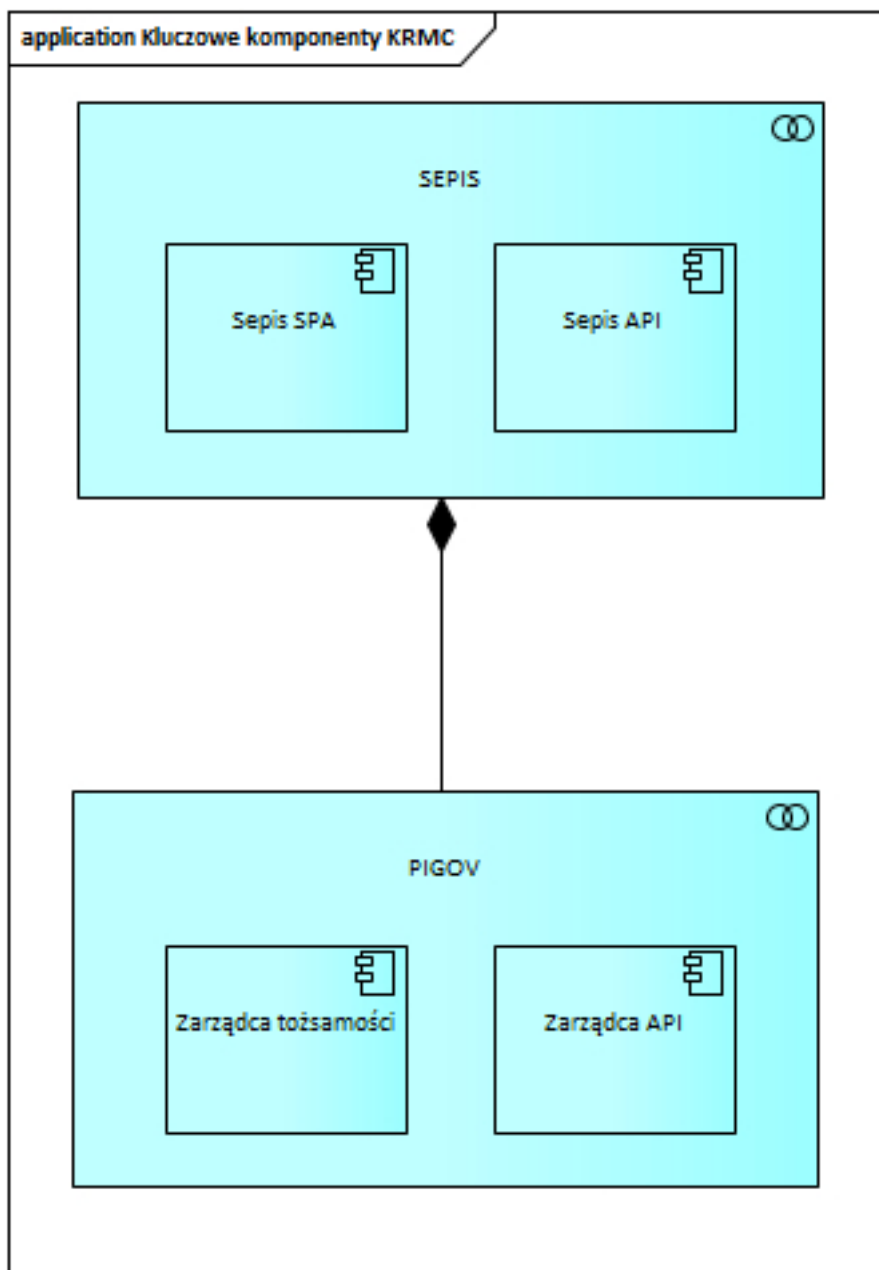 application Kluczowe komponenty KRMC
SEPIS
Sepis SPA
Sepis API
PIGOV
Zarządca tożsamości
Zarządca API